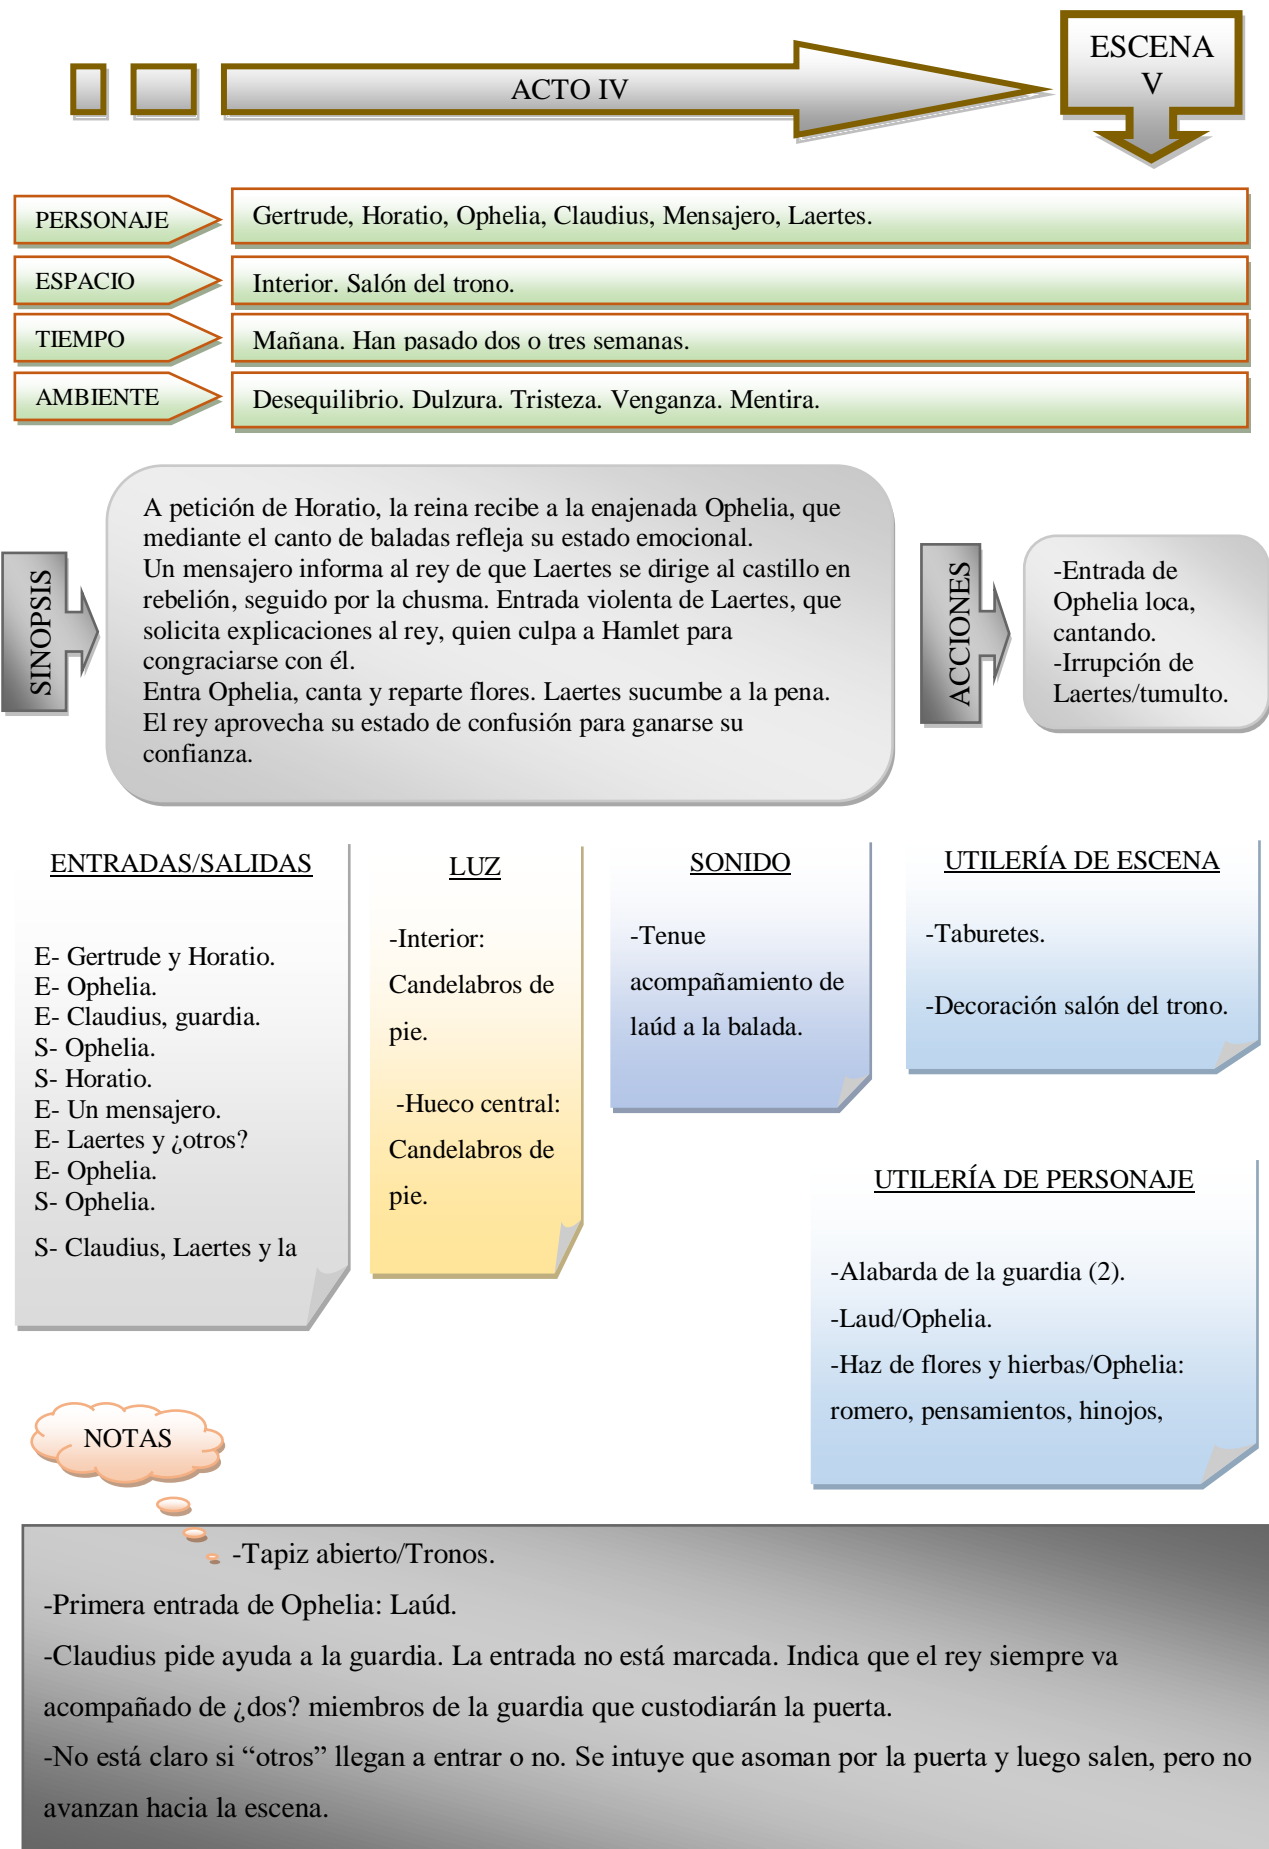 ACTO IV
ESCENA
V
PERSONAJE
Gertrude, Horatio, Ophelia, Claudius, Mensajero, Laertes.
ESPACIO
Interior. Salón del trono.
TIEMPO
Mañana. Han pasado dos o tres semanas.
AMBIENTE
Desequilibrio. Dulzura. Tristeza. Venganza. Mentira.
SINOPSIS
A petición de Horatio, la reina recibe a la enajenada Ophelia, que
mediante el canto de baladas refleja su estado emocional.
Un mensajero informa al rey de que Laertes se dirige al castillo en
rebelión, seguido por la chusma. Entrada violenta de Laertes, que
solicita explicaciones al rey, quien culpa a Hamlet para
congraciarse con él.
Entra Ophelia, canta y reparte flores. Laertes sucumbe a la pena.
El rey aprovecha su estado de confusión para ganarse su
confianza.
ACCIONES
-Entrada de
Ophelia loca,
cantando.
-Irrupción de
Laertes/tumulto.
ENTRADAS/SALIDAS
E- Gertrude y Horatio.
E- Ophelia.
E- Claudius, guardia.
S- Ophelia.
S- Horatio.
E- Un mensajero.
E- Laertes y ¿otros?
E- Ophelia.
S- Ophelia.
S- Claudius, Laertes y la
LUZ
-Interior:
Candelabros de
pie.
-Hueco central:
Candelabros de
pie.
SONIDO
-Tenue
acompañamiento de
laúd a la balada.
UTILERÍA DE ESCENA
-Taburetes.
-Decoración salón del trono.
UTILERÍA DE PERSONAJE
-Alabarda de la guardia (2).
-Laud/Ophelia.
-Haz de flores y hierbas/Ophelia:
romero, pensamientos, hinojos,
NOTAS
-Tapiz abierto/Tronos.
-Primera entrada de Ophelia: Laúd.
-Claudius pide ayuda a la guardia. La entrada no está marcada. Indica que el rey siempre va
acompañado de ¿dos? miembros de la guardia que custodiarán la puerta.
-No está claro si “otros” llegan a entrar o no. Se intuye que asoman por la puerta y luego salen, pero no
avanzan hacia la escena.